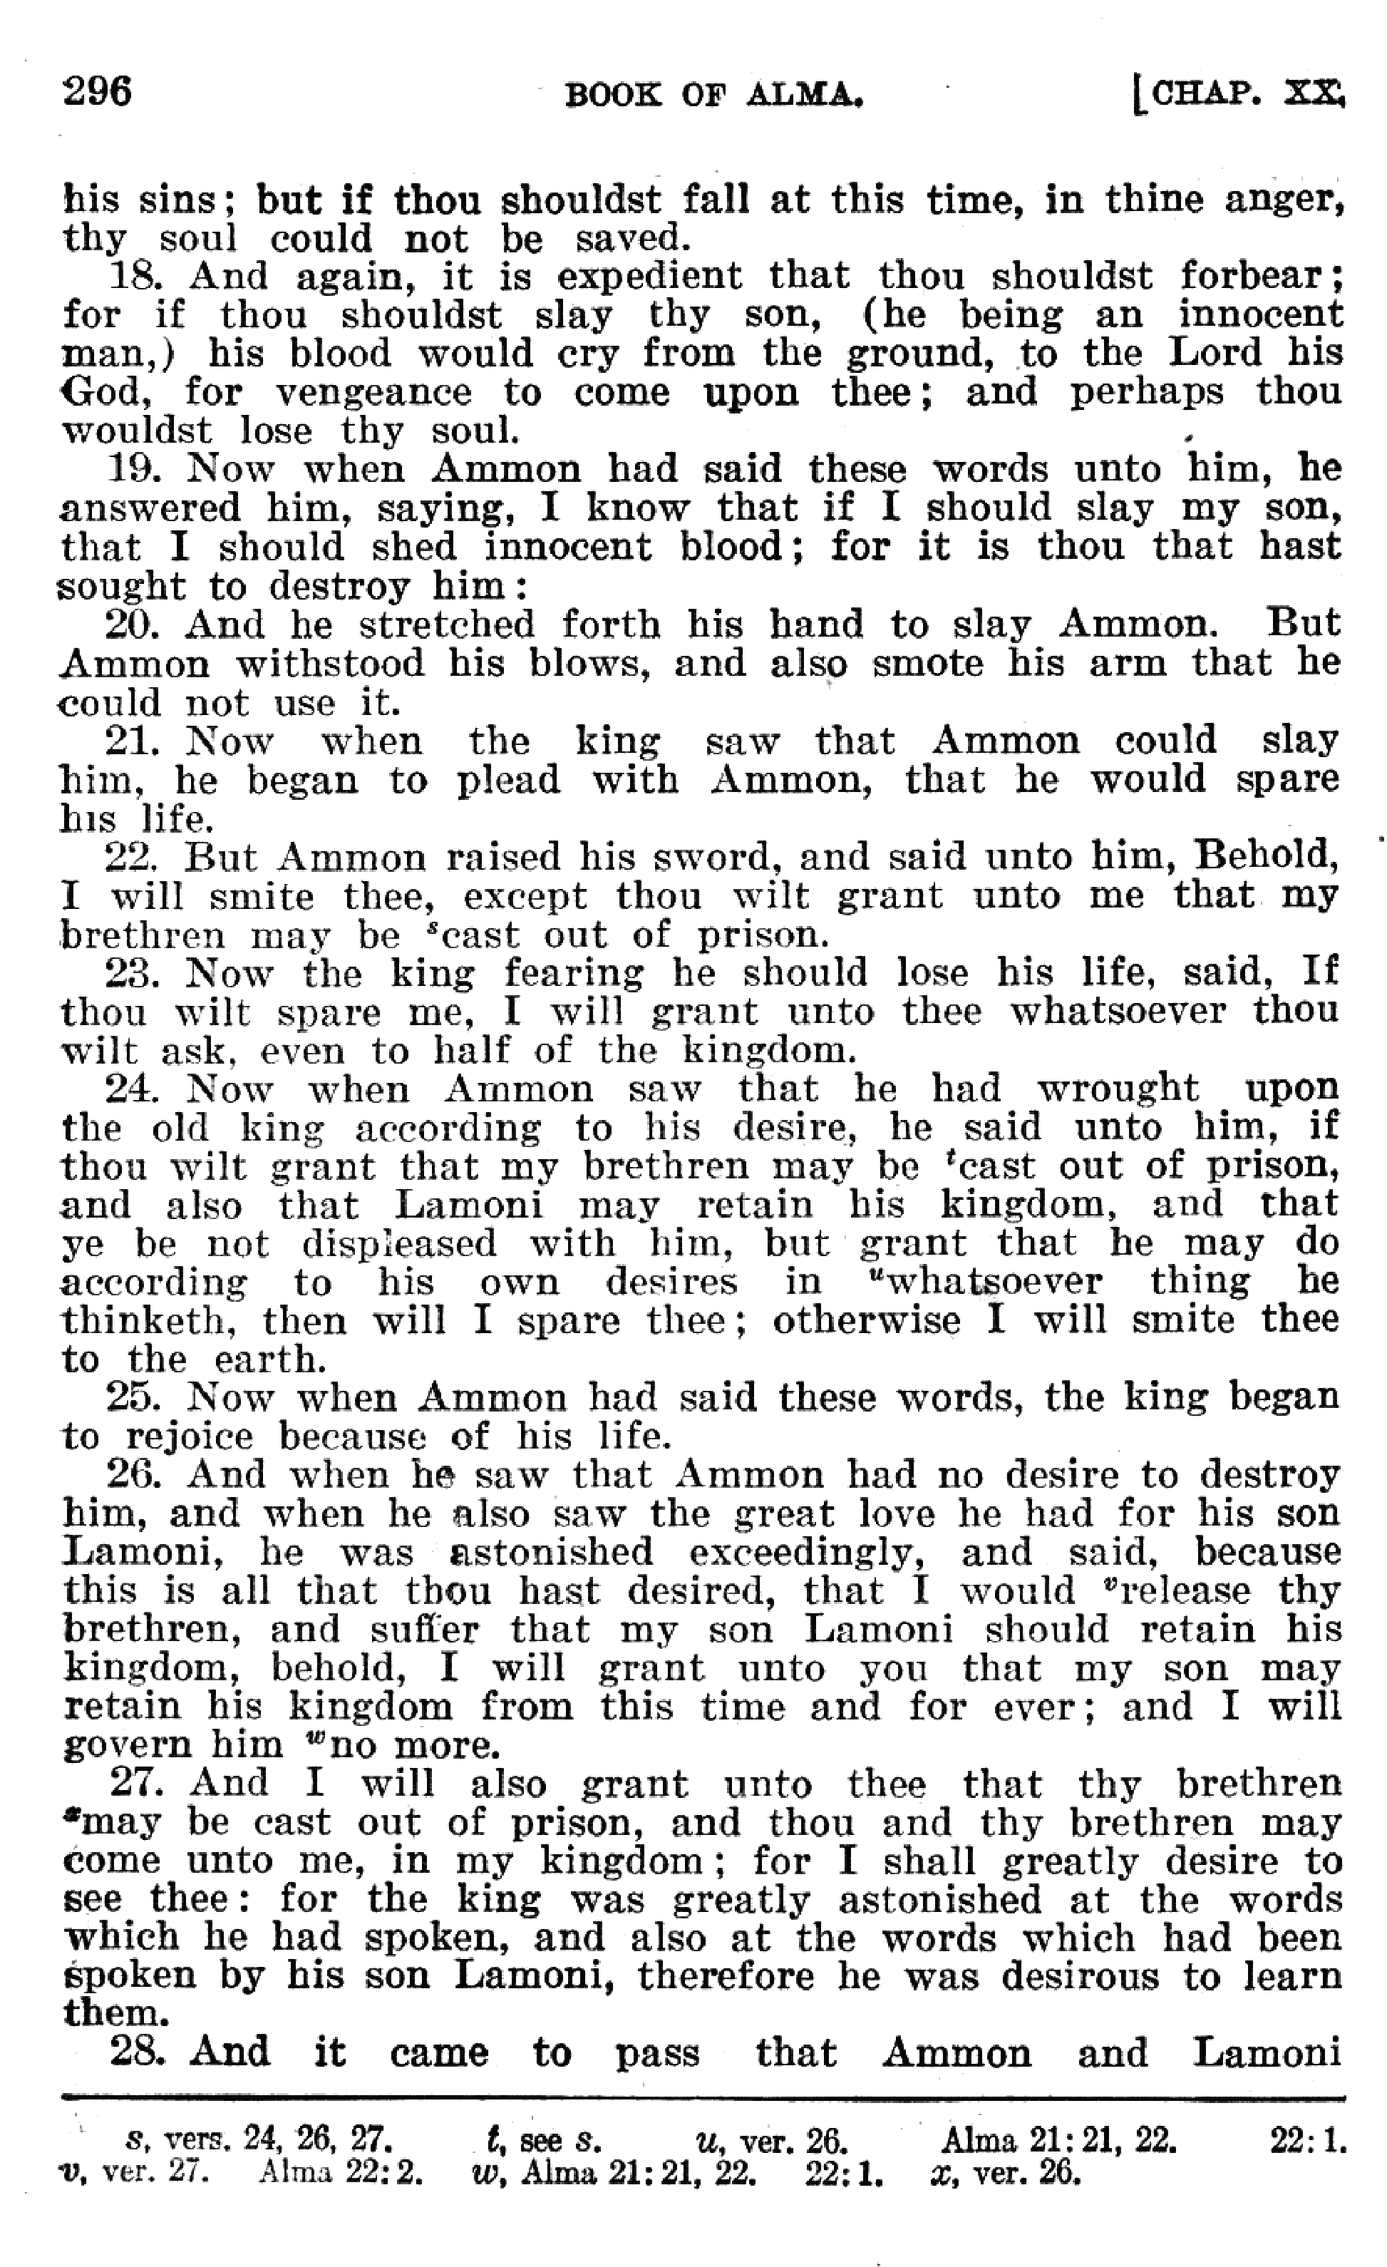 296 BOOK OF ALMA. [CHAP. XX,
his sins; but if thou shouldst fall at this time, in thine anger,
thy soul could not be saved.
18. And again, it is expedient that thou shouldst forbear;
for if thou shouldst slay thy son, (he being an innocent
man,) his blood would cry from the ground, to the Lord his
God, for vengeance to come upon thee; and perhaps thou
wouldst lose thy soul.
19. Now when Ammon had said these words unto him, he
answered him, saying, I know that if I should slay my son,
that I should shed innocent blood; for it is thou that hast
sought to destroy him:
20. And he stretched forth his hand to slay Ammon. But
Ammon withstood his blows, and also smote his arm that he
could not use it.
21. Now when the king saw that Ammon could slay
him, he began to plead with Ammon, that he would spare
his life.
22. But Ammon raised his sword, and said unto him, Behold,
I will smite thee, except thou wilt grant unto me that my
brethren may be ˢcast out of prison.
23. Now the king fearing he should lose his life, said, If
thou wilt spare me, I will grant unto thee whatsoever thou
wilt ask, even to half of the kingdom.
24. Now when Ammon saw that he had wrought upon
the old king according to his desire, he said unto him, if
thou wilt grant that my brethren may be ᵗcast out of prison,
and also that Lamoni may retain his kingdom, and that
ye be not displeased with him, but grant that he may do
according to his own desires in ᵘwhatsoever thing he
thinketh, then will I spare thee; otherwise I will smite thee
to the earth.
25. Now when Ammon had said these words, the king began
to rejoice because of his life.
26. And when he saw that Ammon had no desire to destroy
him, and when he also saw the great love he had for his son
Lamoni, he was astonished exceedingly, and said, because
this is all that thou hast desired, that I would ᵛrelease thy
brethren, and suffer that my son Lamoni should retain his
kingdom, behold, I will grant unto you that my son may
retain his kingdom from this time and for ever; and I will
govern him ʷno more.
27. And I will also grant unto thee that thy brethren
ˣmay be cast out of prison, and thou and thy brethren may
come unto me, in my kingdom; for I shall greatly desire to
see thee: for the king was greatly astonished at the words
which he had spoken, and also at the words which had been
spoken by his son Lamoni, therefore he was desirous to learn
them.
28. And it came to pass that Ammon and Lamoni
s, vers. 24, 26, 27. t, see s. u, ver. 26. Alma 21:21, 22. 22:1.
v, ver. 27. Alma 22:2. w, Alma 21:21, 22. 22:1. x, ver. 26.